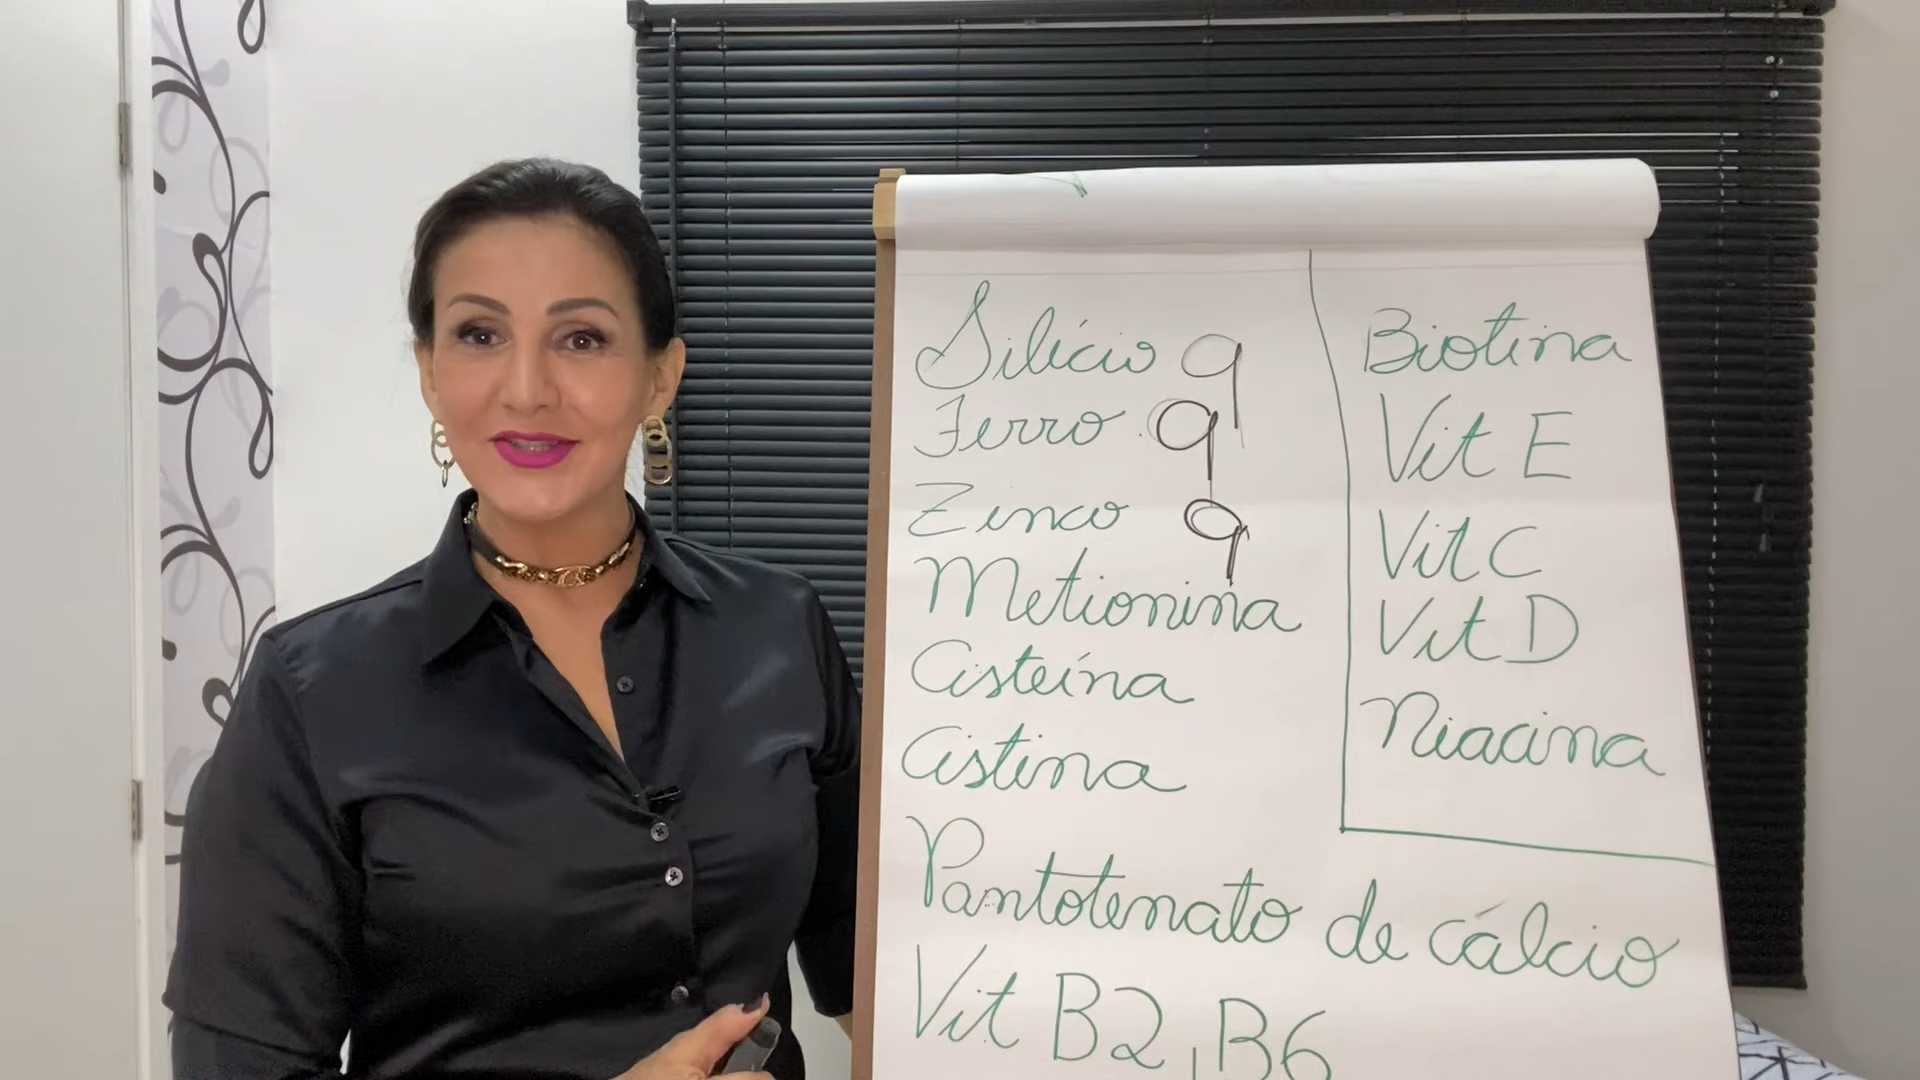 Silício q
Ferro q
Zinco q
Metionina
Cisteína
Cistina
Pantotenato de cálcio
Vit B2, B6
Biotina
Vit E
Vit C
Vit D
Niacina